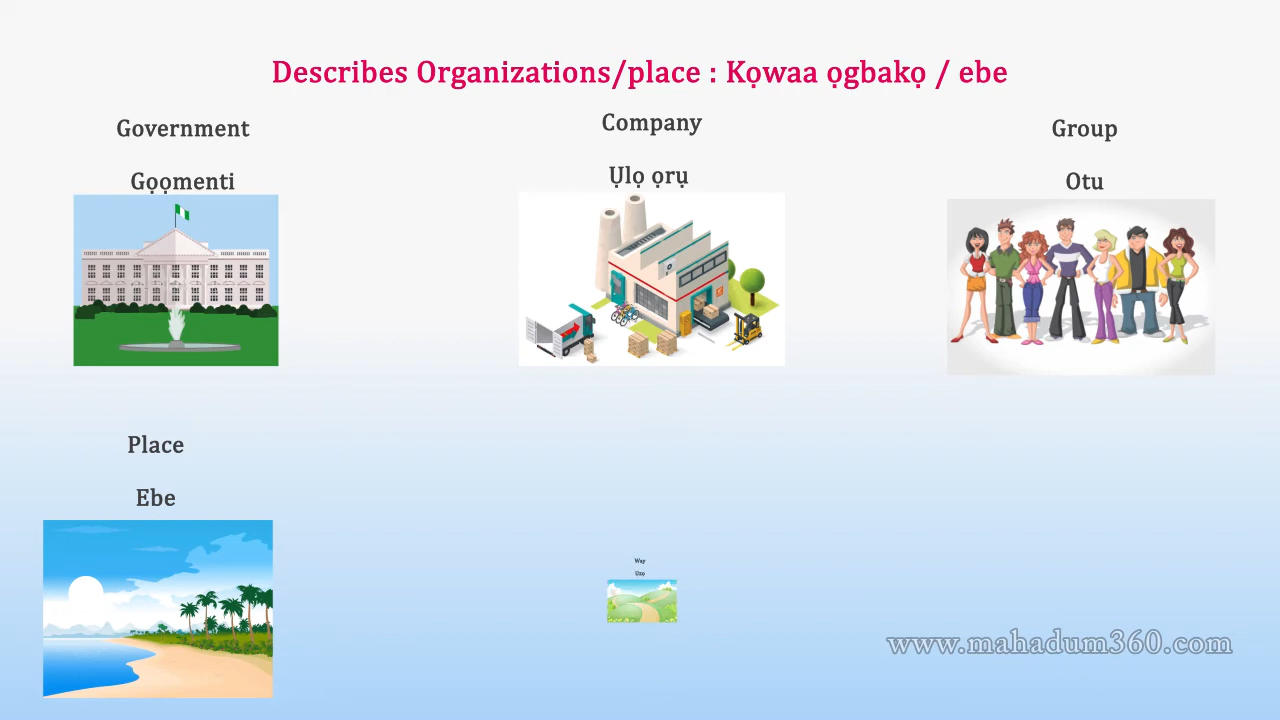 Describes Organizations/place : Kọwaa ọgbakọ / ebe
Government
Gọọmenti
Company
Ụlọ ọrụ
Group
Otu
Place
Ebe
Way
Ụzọ
www.mahadum360.com